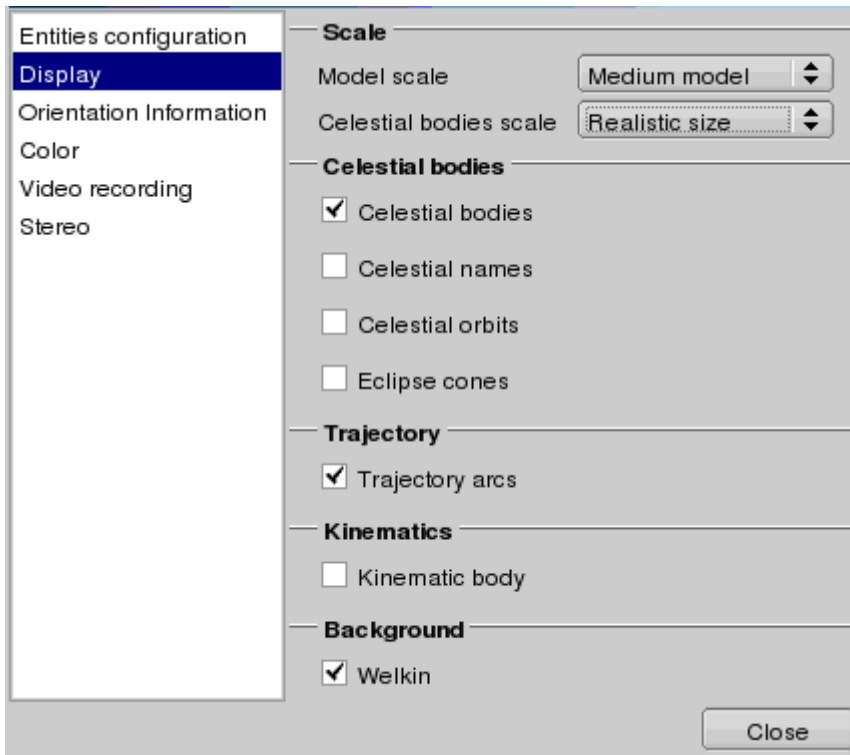 Entities configuration
Display
Orientation Information
Color
Video recording
Stereo
Scale
Model scale Medium model
Celestial bodies scale Realistic size
Celestial bodies
Celestial bodies
Celestial names
Celestial orbits
Eclipse cones
Trajectory
Trajectory arcs
Kinematics
Kinematic body
Background
Welkin
Close